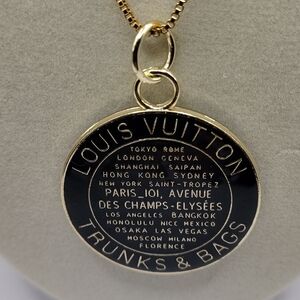 LOUIS VUITTON
TOKYO ROME
LONDON GENEVA
SHANGHAI SAIPAN
HONG KONG SYDNEY
NEW YORK SAINT-TROPEZ
PARIS, 101, AVENUE
DES CHAMPS-ELYSÉES
LOS ANGELES BANGKOK
HONOLULU NICE MEXICO
OSAKA LAS VEGAS
MOSCOW MILANO
FLORENCE
TRUNKS & BAGS